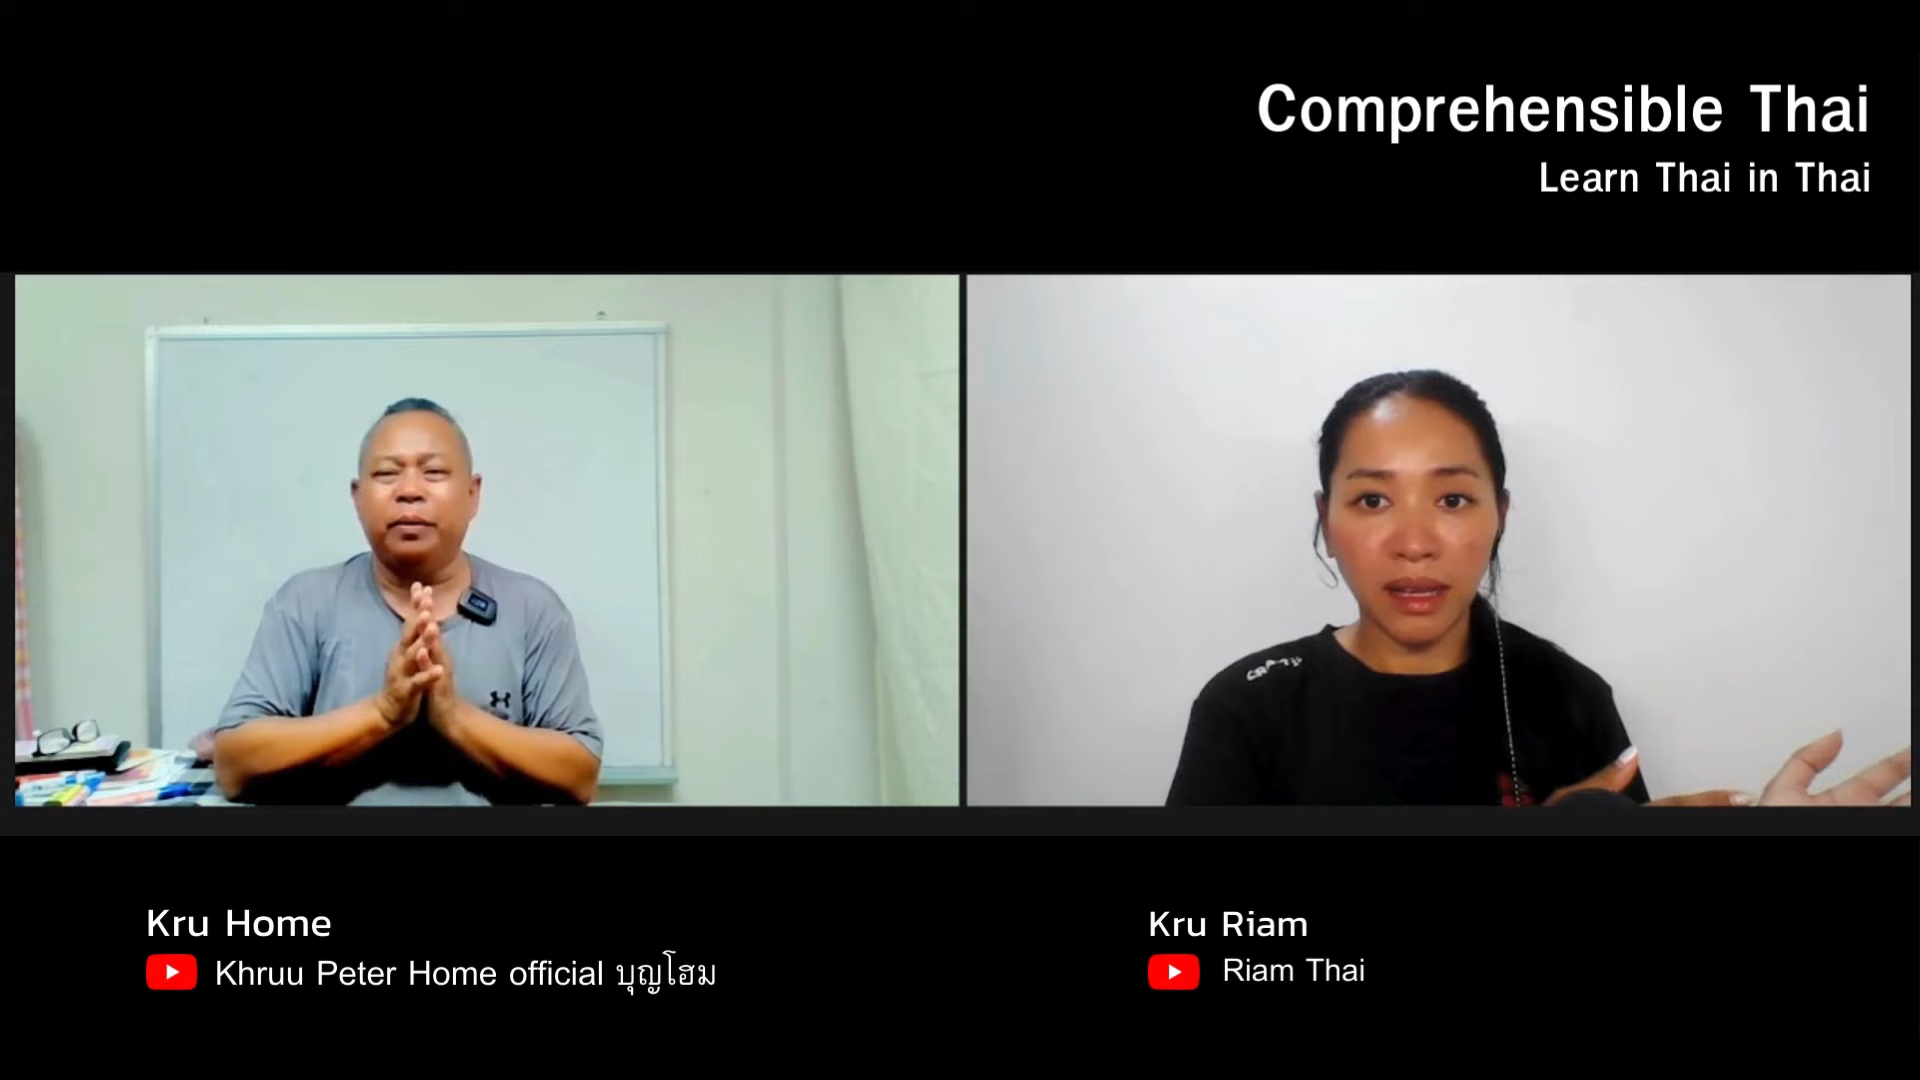 Comprehensible Thai
Learn Thai in Thai
Kru Home
Khruu Peter Home official บุญโฮม
Kru Riam
Riam Thai